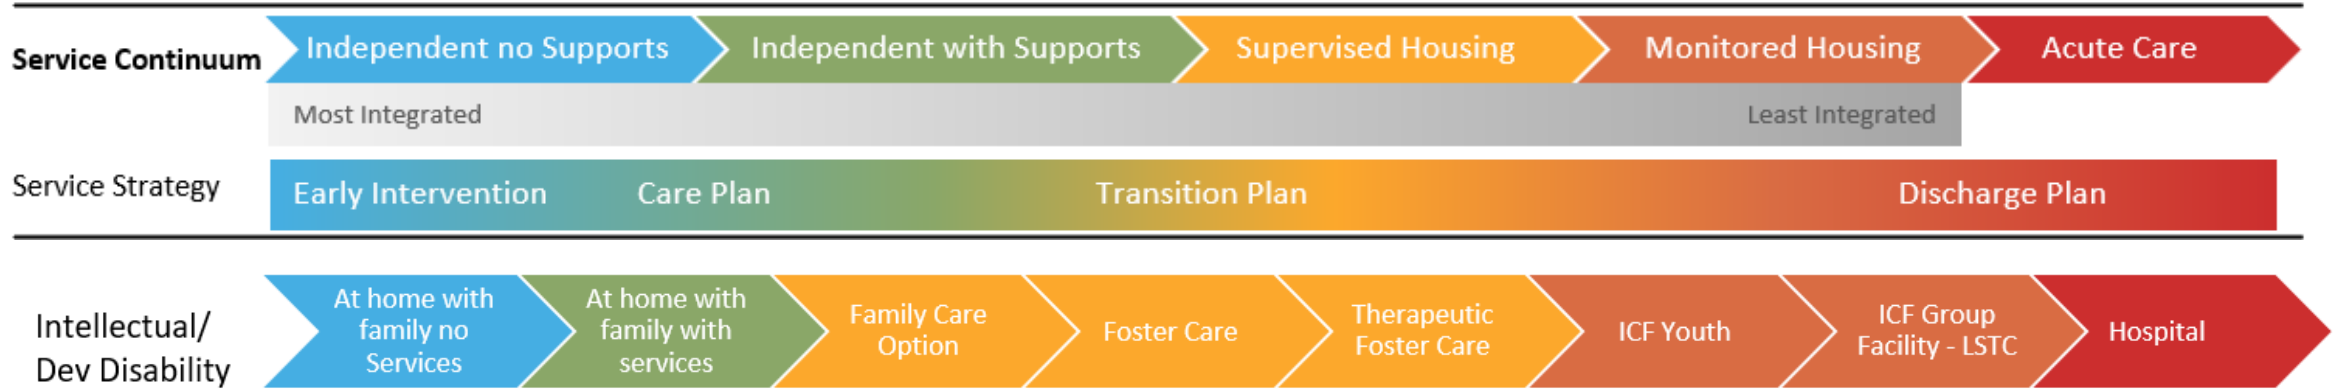 Service Continuum
Independent no Supports
Independent with Supports
Supervised Housing
Monitored Housing
Acute Care
Most Integrated
Least Integrated
Service Strategy
Early Intervention
Care Plan
Transition Plan
Discharge Plan
Intellectual/
Dev Disability
At home with
family no
Services
At home with
family with
services
Family Care
Option
Foster Care
Therapeutic
Foster Care
ICF Youth
ICF Group
Facility - LSTC
Hospital